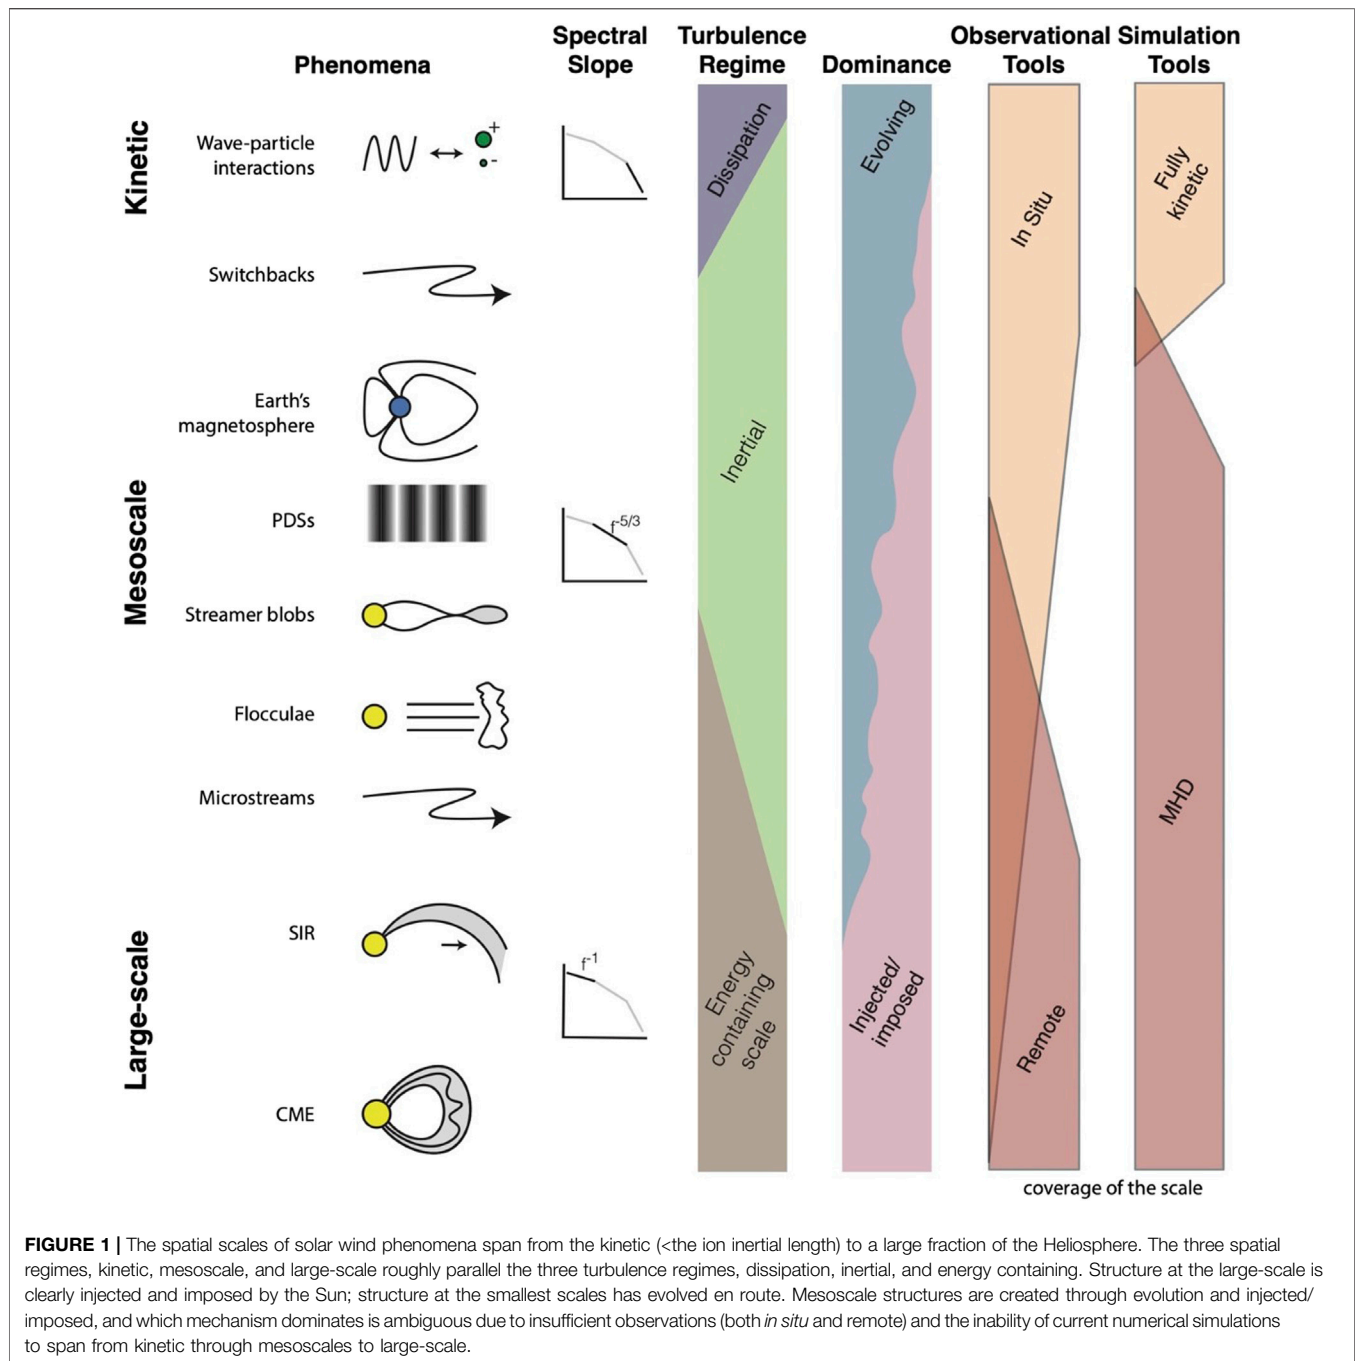 Phenomena
Spectral
Slope
Turbulence
Regime
Dominance
Observational
Tools
Simulation
Tools
Kinetic
Wave-particle
interactions
+
-
Dissipation
Evolving
In Situ
Fully
kinetic
Switchbacks
Earth's
magnetosphere
Inertial
Mesoscale
PDSs
f-5/3
Streamer blobs
Flocculae
Microstreams
MHD
Large-scale
SIR
f-1
Energy
containing
scale
Injected/
imposed
Remote
CME
coverage of the scale
FIGURE 1 | The spatial scales of solar wind phenomena span from the kinetic (<the ion inertial length) to a large fraction of the Heliosphere. The three spatial
regimes, kinetic, mesoscale, and large-scale roughly parallel the three turbulence regimes, dissipation, inertial, and energy containing. Structure at the large-scale is
clearly injected and imposed by the Sun; structure at the smallest scales has evolved en route. Mesoscale structures are created through evolution and injected/
imposed, and which mechanism dominates is ambiguous due to insufficient observations (both in situ and remote) and the inability of current numerical simulations
to span from kinetic through mesoscales to large-scale.